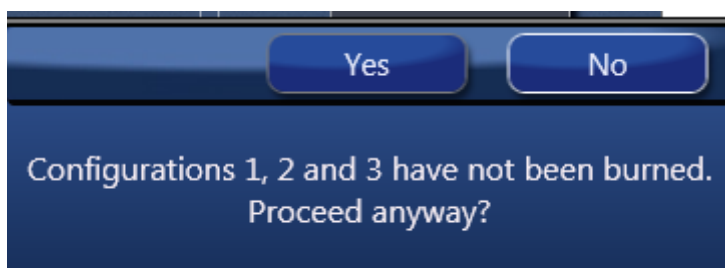 Yes
No
Configurations 1, 2 and 3 have not been burned.
Proceed anyway?